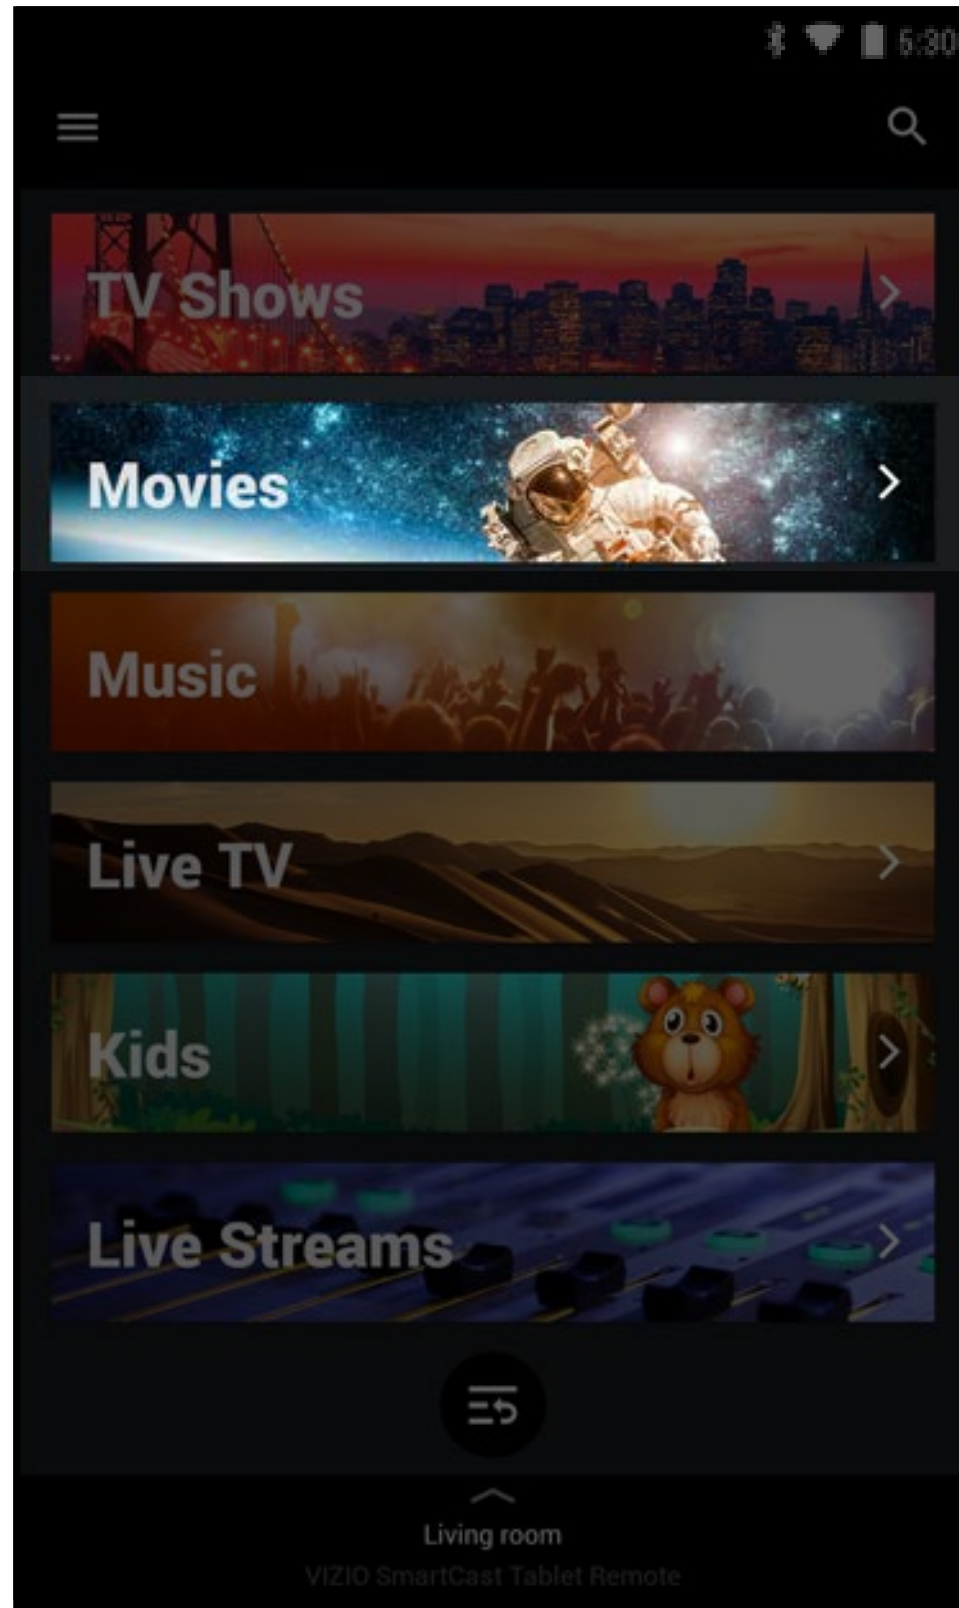 5:30
TV Shows
Movies
Music
Live TV
Kids
Live Streams
Living room
VIZIO SmartCast Tablet Remote